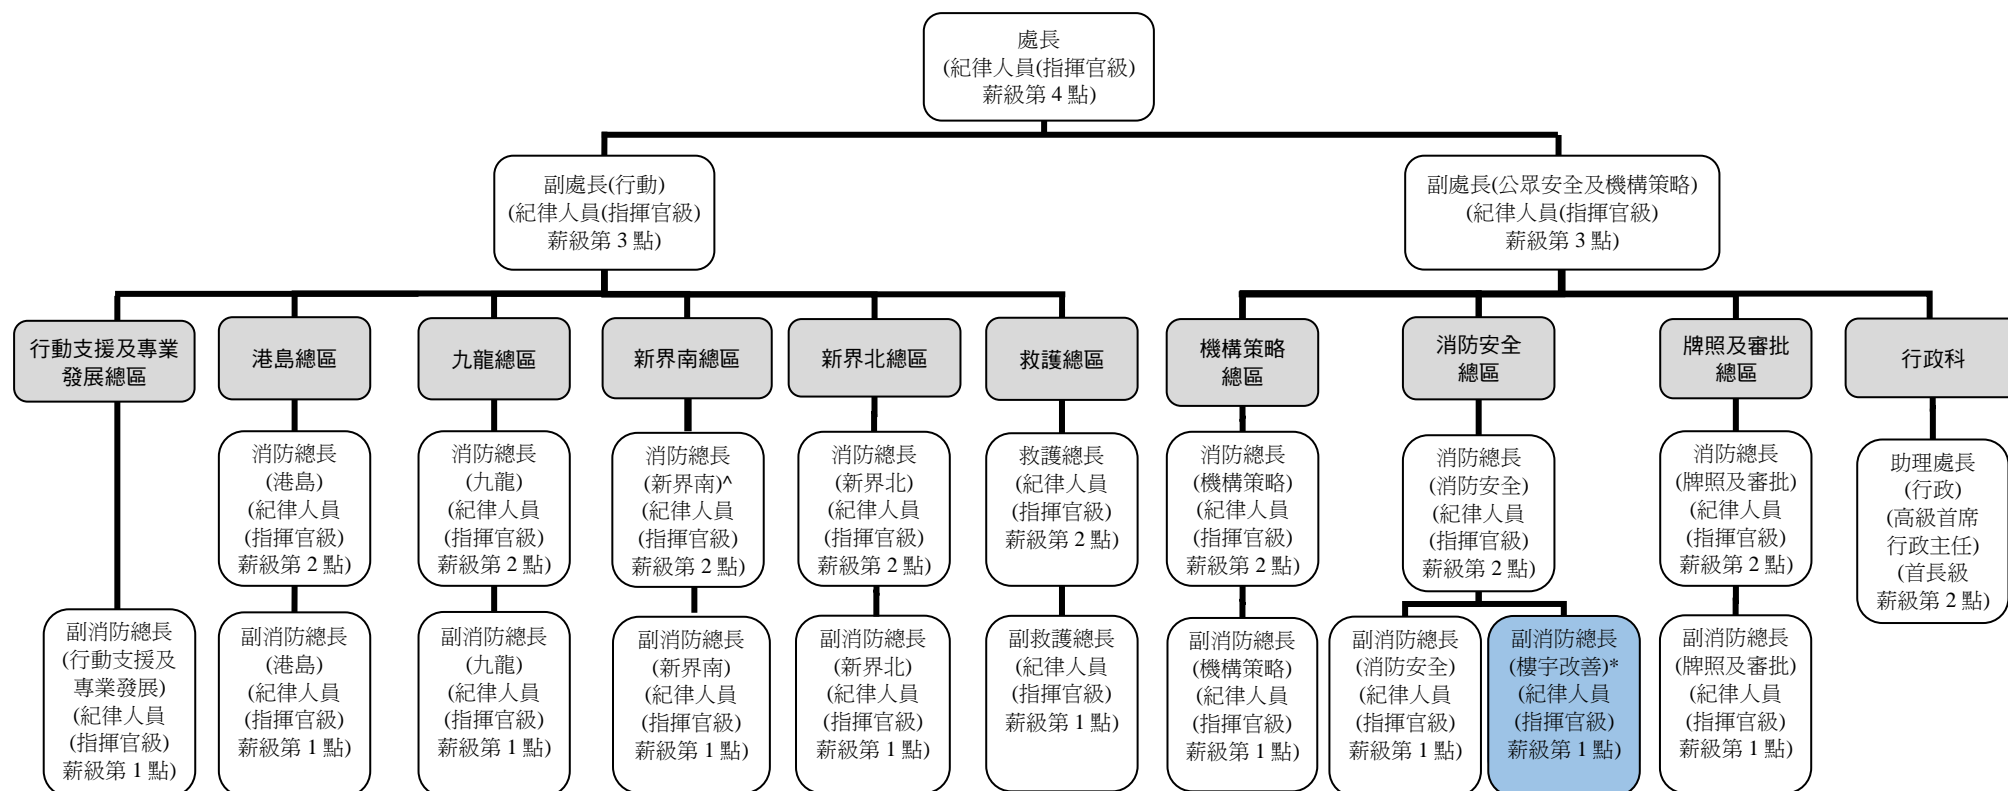 處長
(紀律人員(指揮官級)
薪級第 4 點)
副處長(行動)
(紀律人員(指揮官級)
薪級第 3 點)
副處長(公眾安全及機構策略)
(紀律人員(指揮官級)
薪級第 3 點)
行動支援及專業
發展總區
港島總區
九龍總區
新界南總區
新界北總區
救護總區
機構策略
總區
消防安全
總區
牌照及審批
總區
行政科
消防總長
(港島)
(紀律人員
(指揮官級)
薪級第 2 點)
消防總長
(九龍)
(紀律人員
(指揮官級)
薪級第 2 點)
消防總長
(新界南)^
(紀律人員
(指揮官級)
薪級第 2 點)
消防總長
(新界北)
(紀律人員
(指揮官級)
薪級第 2 點)
救護總長
(紀律人員
(指揮官級)
薪級第 2 點)
消防總長
(機構策略)
(紀律人員
(指揮官級)
薪級第 2 點)
消防總長
(消防安全)
(紀律人員
(指揮官級)
薪級第 2 點)
消防總長
(牌照及審批)
(紀律人員
(指揮官級)
薪級第 2 點)
助理處長
(行政)
(高級首席
行政主任)
(首長級
薪級第 2 點)
副消防總長
(行動支援及
專業發展)
(紀律人員
(指揮官級)
薪級第 1 點)
副消防總長
(港島)
(紀律人員
(指揮官級)
薪級第 1 點)
副消防總長
(九龍)
(紀律人員
(指揮官級)
薪級第 1 點)
副消防總長
(新界南)
(紀律人員
(指揮官級)
薪級第 1 點)
副消防總長
(新界北)
(紀律人員
(指揮官級)
薪級第 1 點)
副救護總長
(紀律人員
(指揮官級)
薪級第 1 點)
副消防總長
(機構策略)
(紀律人員
(指揮官級)
薪級第 1 點)
副消防總長
(消防安全)
(紀律人員
(指揮官級)
薪級第 1 點)
副消防總長
(樓宇改善)*
(紀律人員
(指揮官級)
薪級第 1 點)
副消防總長
(牌照及審批)
(紀律人員
(指揮官級)
薪級第 1 點)